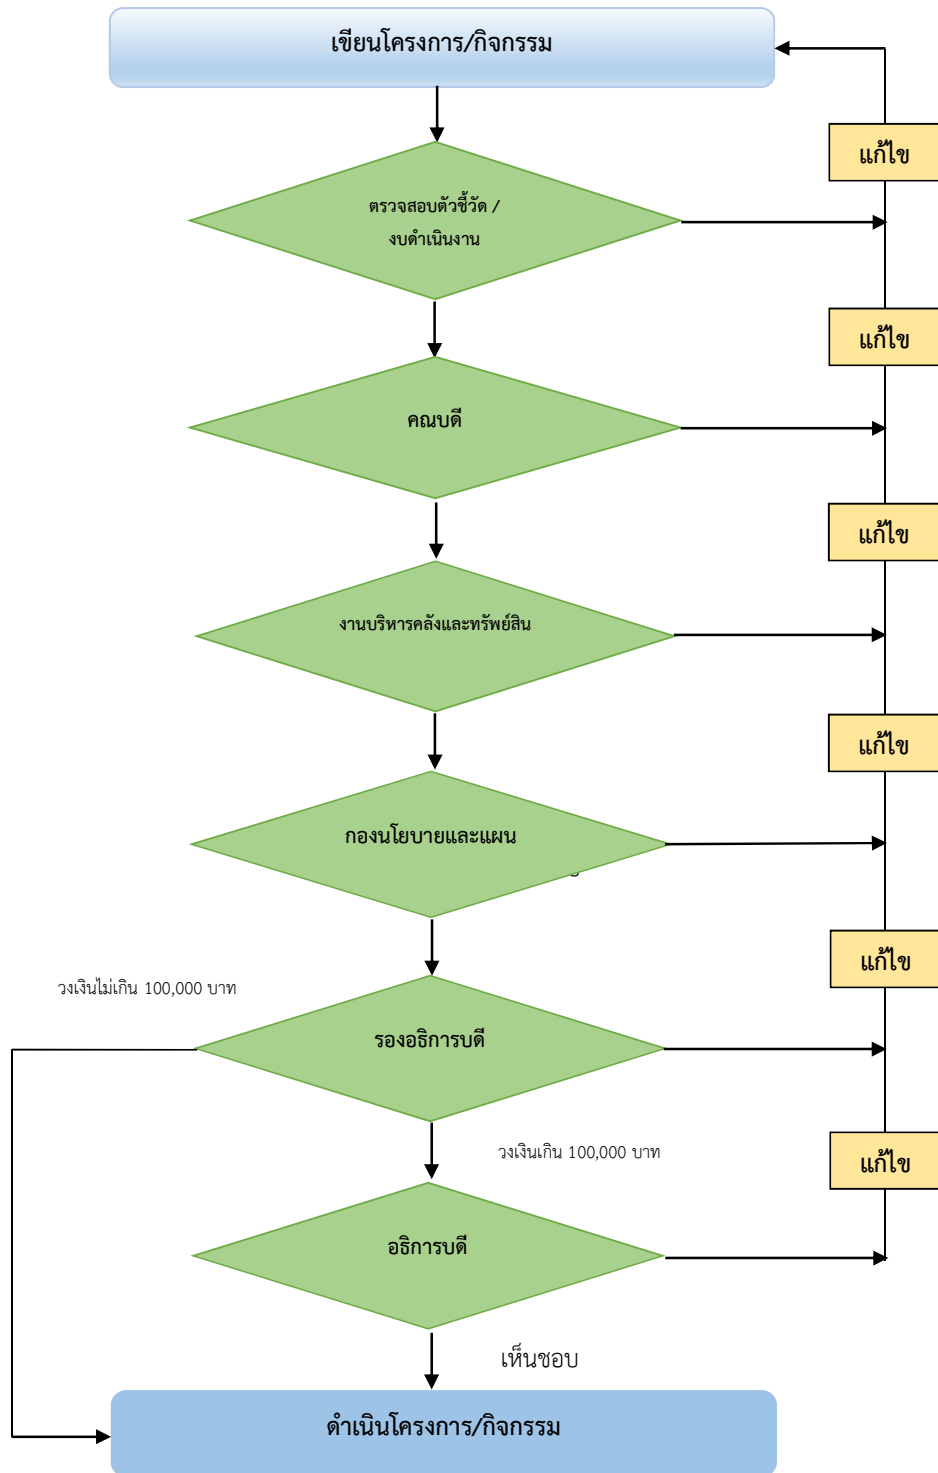 เขียนโครงการ/กิจกรรม
แก้ไข
ตรวจสอบตัวชี้วัด /
งบดำเนินงาน
แก้ไข
คณบดี
แก้ไข
งานบริหารคลังและทรัพย์สิน
แก้ไข
กองนโยบายและแผน
แก้ไข
วงเงินไม่เกิน 100,000 บาท
รองอธิการบดี
วงเงินเกิน 100,000 บาท
แก้ไข
อธิการบดี
เห็นชอบ
ดำเนินโครงการ/กิจกรรม